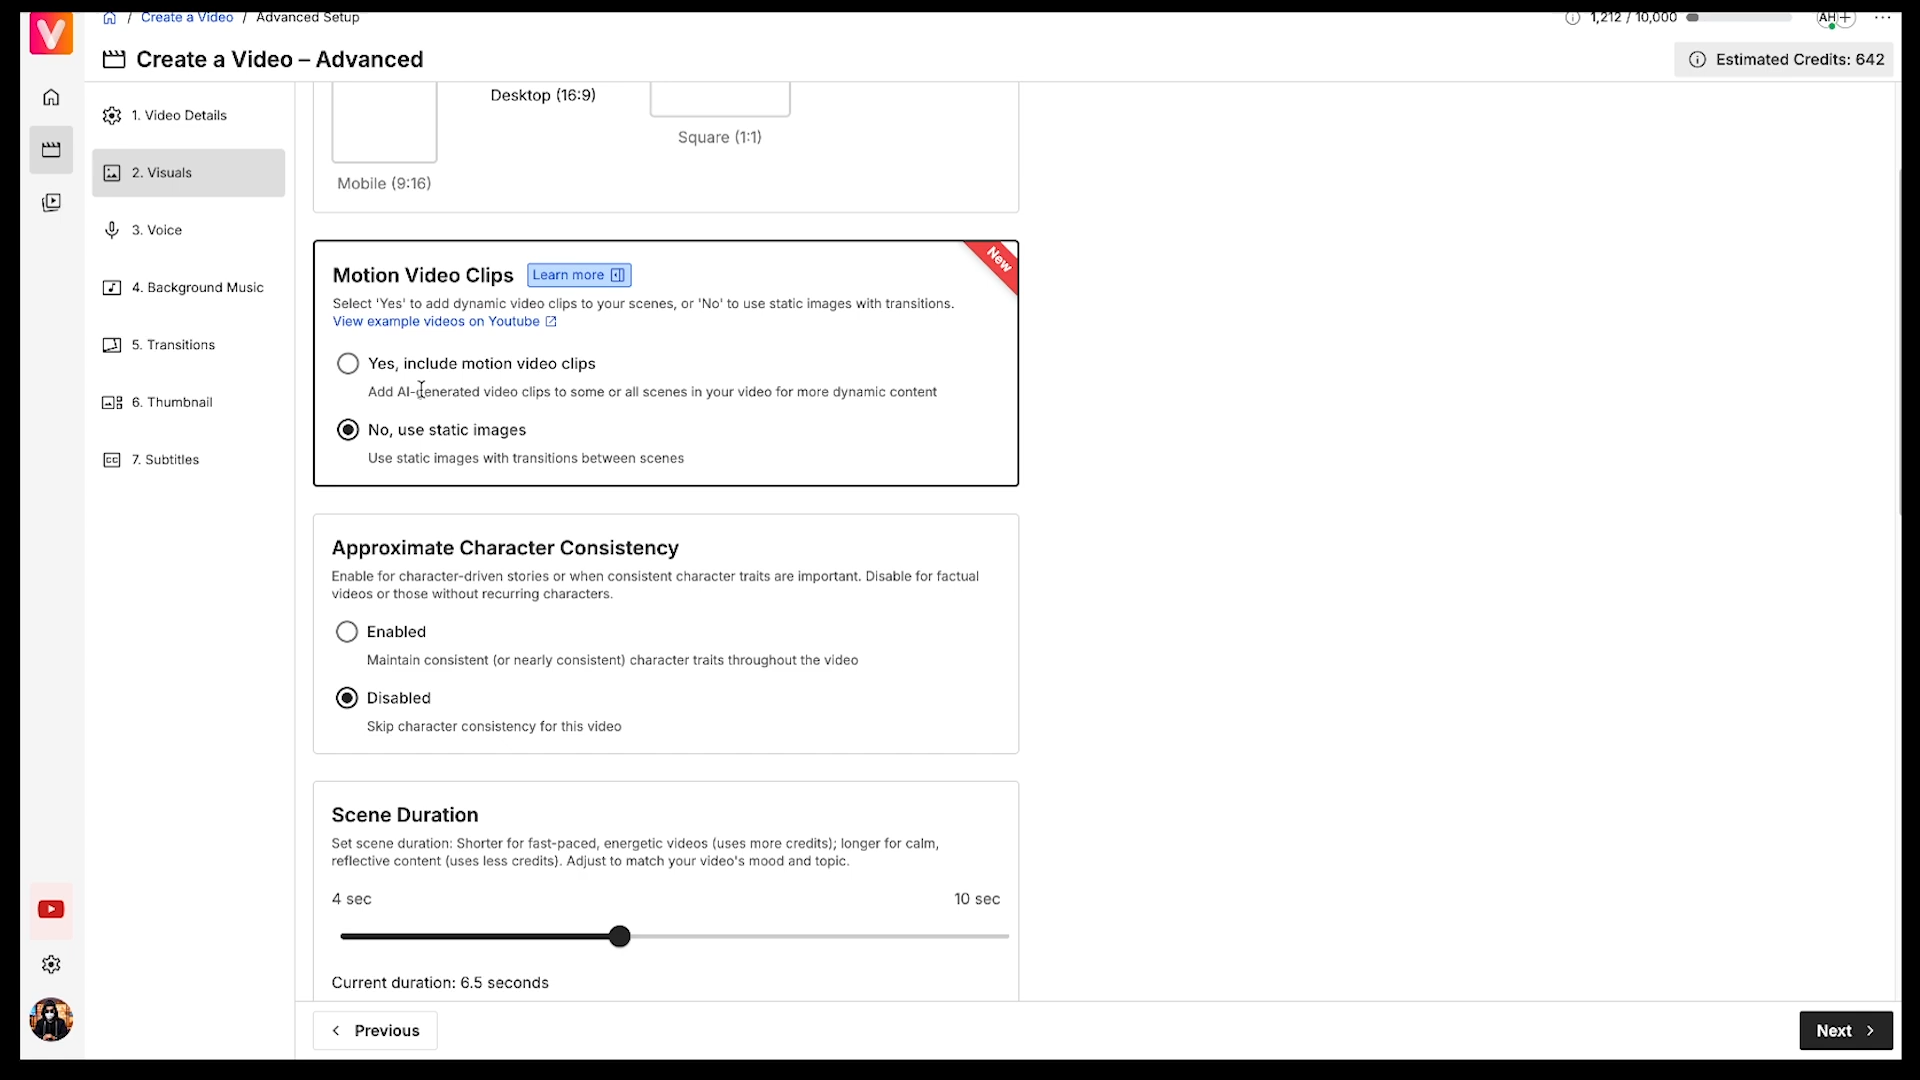 / Create a Video / Advanced Setup
1,212 / 10,000
AH
Create a Video – Advanced
Estimated Credits: 642
1. Video Details
2. Visuals
3. Voice
4. Background Music
5. Transitions
6. Thumbnail
7. Subtitles
Desktop (16:9)
Square (1:1)
Mobile (9:16)
New
Motion Video Clips Learn more
Select 'Yes' to add dynamic video clips to your scenes, or 'No' to use static images with transitions.
View example videos on Youtube
Yes, include motion video clips
Add AI-generated video clips to some or all scenes in your video for more dynamic content
No, use static images
Use static images with transitions between scenes
Approximate Character Consistency
Enable for character-driven stories or when consistent character traits are important. Disable for factual
videos or those without recurring characters.
Enabled
Maintain consistent (or nearly consistent) character traits throughout the video
Disabled
Skip character consistency for this video
Scene Duration
Set scene duration: Shorter for fast-paced, energetic videos (uses more credits); longer for calm,
reflective content (uses less credits). Adjust to match your video's mood and topic.
4 sec
10 sec
Current duration: 6.5 seconds
Previous
Next